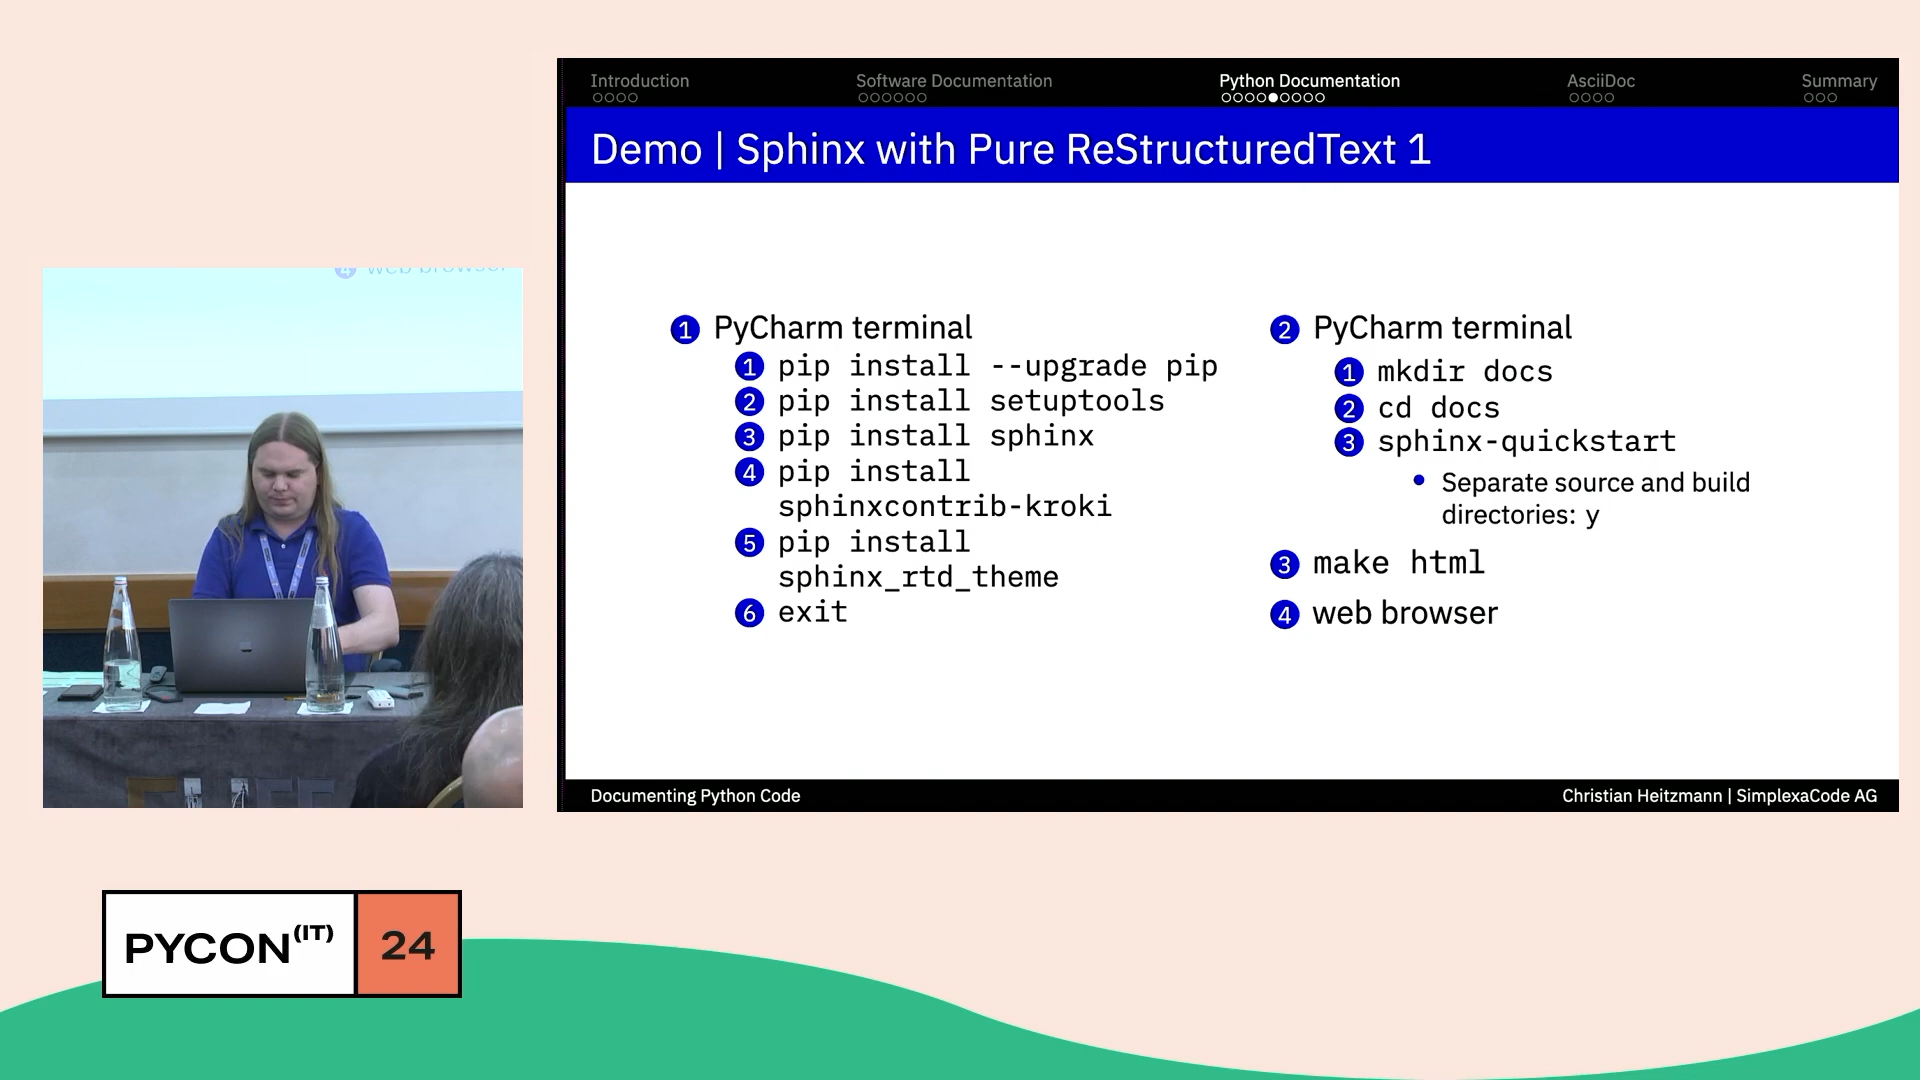 Introduction
Software Documentation
Python Documentation
AsciiDoc
Summary
Demo | Sphinx with Pure ReStructuredText 1
1 PyCharm terminal
1 pip install --upgrade pip
2 pip install setuptools
3 pip install sphinx
4 pip install
sphinxcontrib-kroki
5 pip install
sphinx_rtd_theme
6 exit
2 PyCharm terminal
1 mkdir docs
2 cd docs
3 sphinx-quickstart
• Separate source and build
directories: y
3 make html
4 web browser
Documenting Python Code
Christian Heitzmann | SimplexaCode AG
4 web browser
PYCON(IT) 24